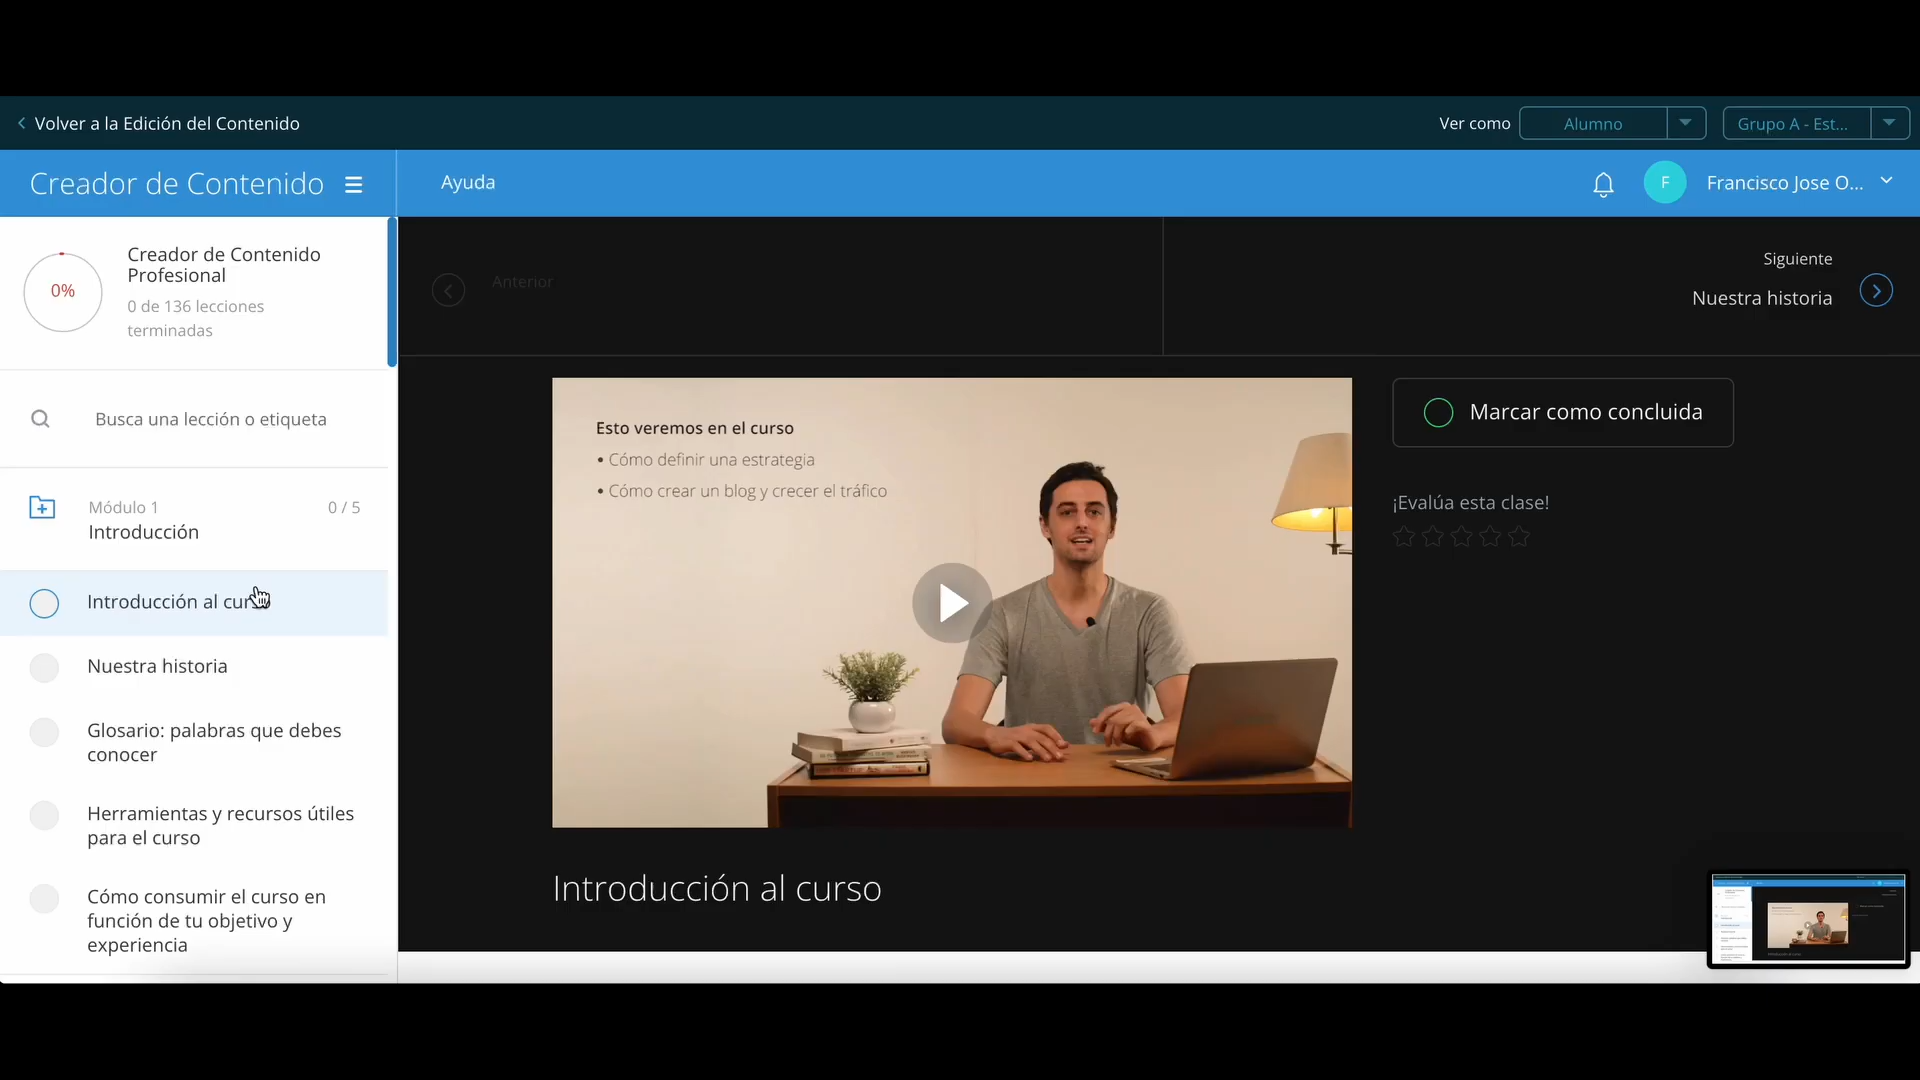 Volver a la Edición del Contenido
Ver como
Alumno
Grupo A - Est...
Creador de Contenido
Ayuda
F
Francisco Jose O...
0%
Creador de Contenido
Profesional
0 de 136 lecciones
terminadas
Anterior
Siguiente
Nuestra historia
Busca una lección o etiqueta
Módulo 1
0 / 5
Introducción
Introducción al curso
Nuestra historia
Glosario: palabras que debes
conocer
Herramientas y recursos útiles
para el curso
Cómo consumir el curso en
función de tu objetivo y
experiencia
Esto veremos en el curso
• Cómo definir una estrategia
• Cómo crear un blog y crecer el tráfico
Marcar como concluida
¡Evalúa esta clase!
Introducción al curso